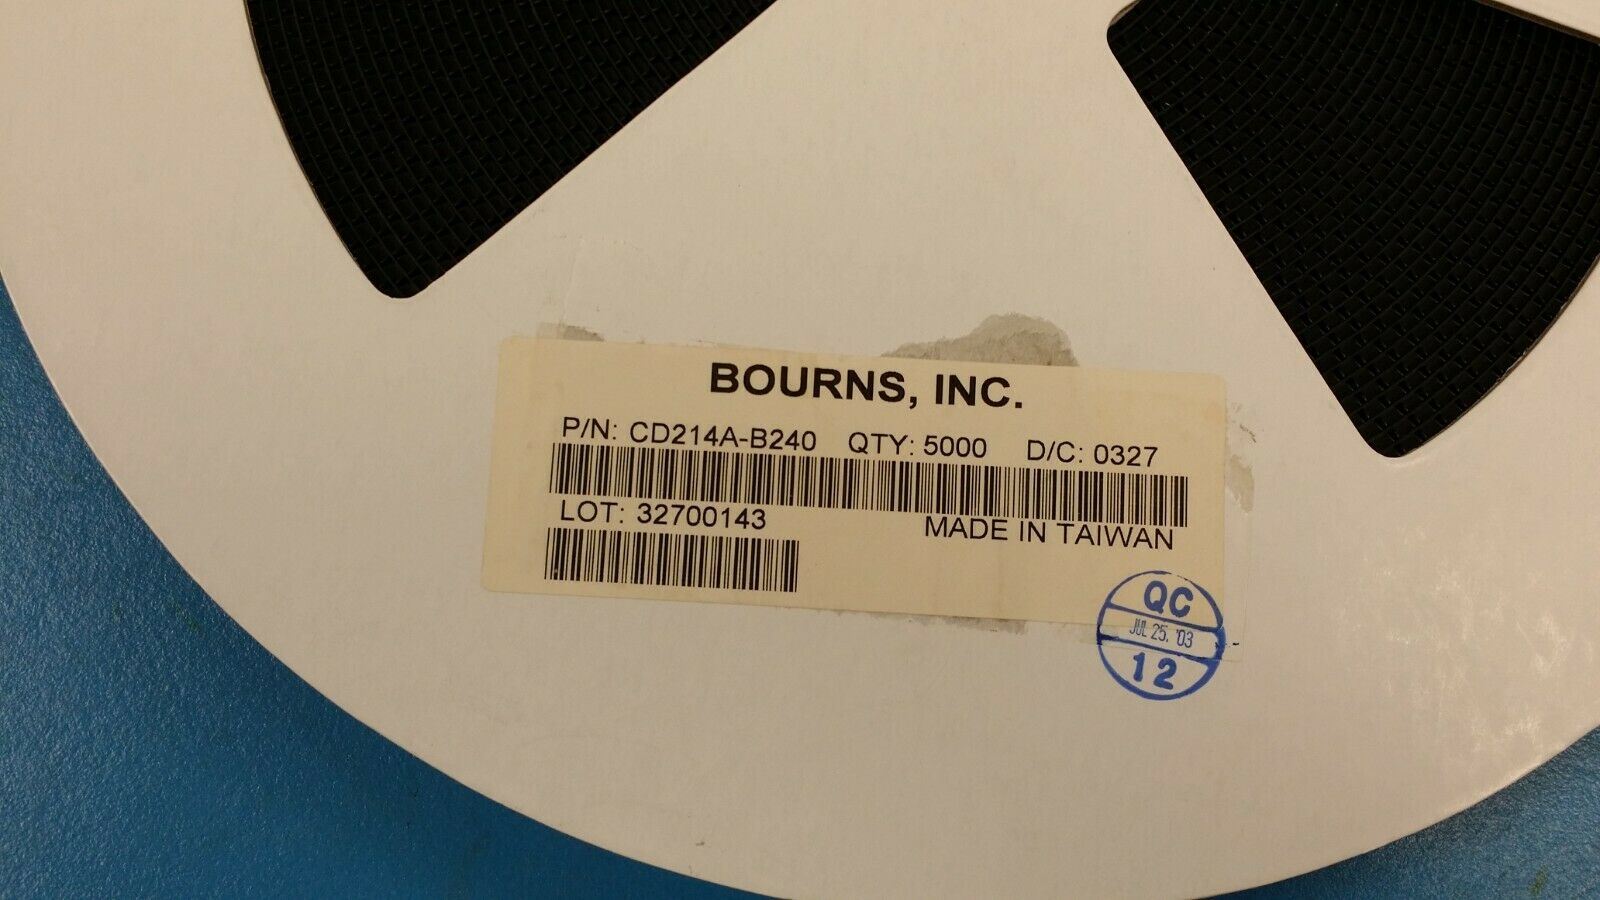 BOURNS, INC.
P/N: CD214A-B240 QTY: 5000 D/C: 0327
LOT: 32700143 MADE IN TAIWAN
QC
JUL 25. '03
12